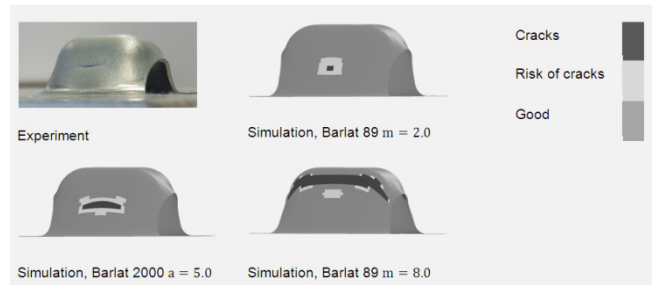 Cracks
Risk of cracks
Good
Experiment
Simulation, Barlat 89 m = 2.0
Simulation, Barlat 2000 a = 5.0
Simulation, Barlat 89 m = 8.0